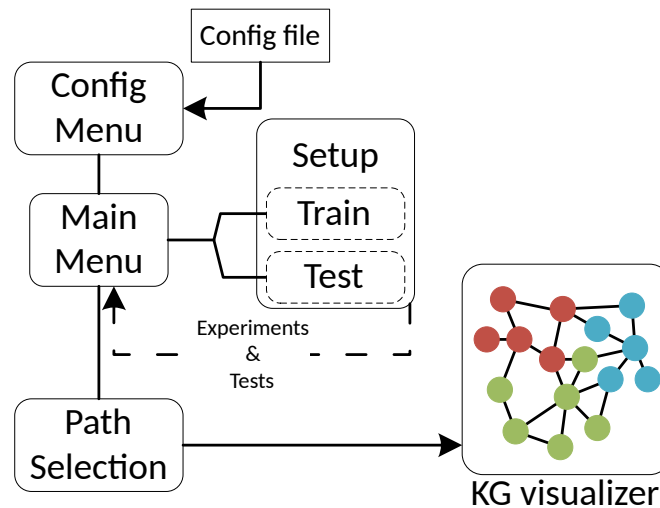 Config file
Config
Menu
Setup
Train
Main
Menu
Test
Experiments
&
Tests
Path
Selection
KG visualizer